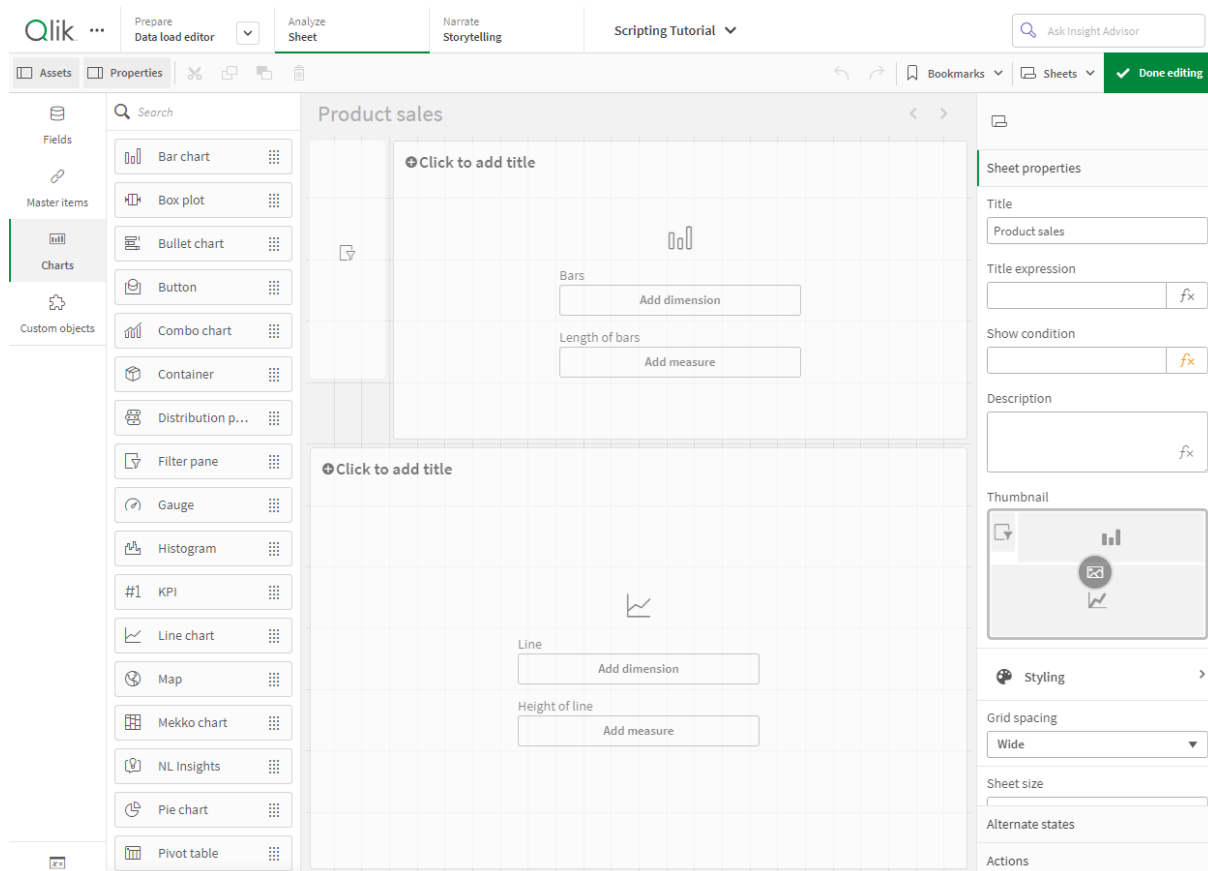 Qlik
Prepare
Data load editor
Analyze
Sheet
Narrate
Storytelling
Scripting Tutorial
Ask Insight Advisor
Assets
Properties
Bookmarks
Sheets
Done editing
Fields
Master items
Charts
Custom objects
Search
Bar chart
Box plot
Bullet chart
Button
Combo chart
Container
Distribution p...
Filter pane
Gauge
Histogram
#1 KPI
Line chart
Map
Mekko chart
NL Insights
Pie chart
Pivot table
Product sales
Click to add title
Bars
Add dimension
Length of bars
Add measure
Click to add title
Line
Add dimension
Height of line
Add measure
Sheet properties
Title
Product sales
Title expression
fx
Show condition
fx
Description
fx
Thumbnail
Styling
Grid spacing
Wide
Sheet size
Alternate states
Actions